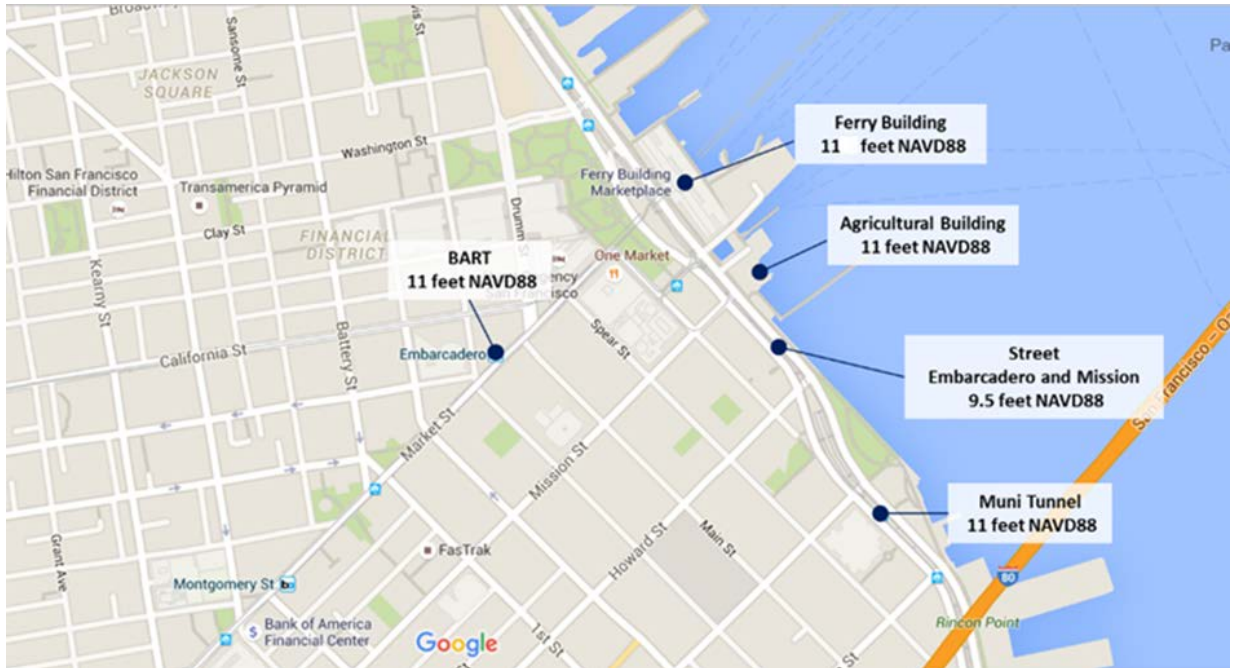 Broadway
Sansome St
JACKSON
SQUARE
Washington St
Hilton San Francisco
Financial District
Transamerica Pyramid
Clay St
Drumm St
FINANCIAL
DISTRICT
Kearny St
Battery St
California St
Ferry Building
Marketplace
One Market
Ferry Building
11 feet NAVD88
Agricultural Building
11 feet NAVD88
BART
11 feet NAVD88
Embarcadero
Spear St
Street
Embarcadero and Mission
9.5 feet NAVD88
Market St
Mission St
Muni Tunnel
11 feet NAVD88
Howard St
Main St
Grant Ave
FasTrak
Montgomery St
Bank of America
Financial Center
Google
1st St
80
Rincon Point